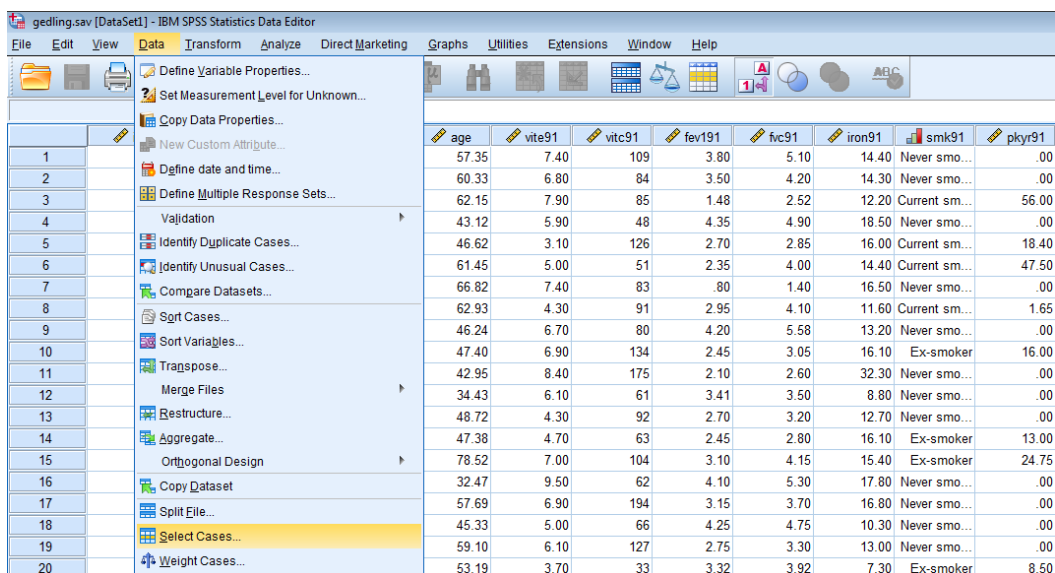 gedling.sav [DataSet1] - IBM SPSS Statistics Data Editor
File Edit View Data Transform Analyze Direct Marketing Graphs Utilities Extensions Window Help
A
1
ABC
Define Variable Properties...
Set Measurement Level for Unknown...
Copy Data Properties...
New Custom Attribute...
Define date and time...
Define Multiple Response Sets...
Validation
Identify Duplicate Cases...
Identify Unusual Cases...
Compare Datasets...
Sort Cases...
Sort Variables...
Transpose...
Merge Files
Restructure...
Aggregate...
Orthogonal Design
Copy Dataset
Split File...
Select Cases...
Weight Cases...
age vite91 vitc91 fev191 fvc91 iron91 smk91 pkyr91
1 57.35 7.40 109 3.80 5.10 14.40 Never smo... .00
2 60.33 6.80 84 3.50 4.20 14.30 Never smo... .00
3 62.15 7.90 85 1.48 2.52 12.20 Current sm... 56.00
4 43.12 5.90 48 4.35 4.90 18.50 Never smo... .00
5 46.62 3.10 126 2.70 2.85 16.00 Current sm... 18.40
6 61.45 5.00 51 2.35 4.00 14.40 Current sm... 47.50
7 66.82 7.40 83 .80 1.40 16.50 Never smo... .00
8 62.93 4.30 91 2.95 4.10 11.60 Current sm... 1.65
9 46.24 6.70 80 4.20 5.58 13.20 Never smo... .00
10 47.40 6.90 134 2.45 3.05 16.10 Ex-smoker 16.00
11 42.95 8.40 175 2.10 2.60 32.30 Never smo... .00
12 34.43 6.10 61 3.41 3.50 8.80 Never smo... .00
13 48.72 4.30 92 2.70 3.20 12.70 Never smo... .00
14 47.38 4.70 63 2.45 2.80 16.10 Ex-smoker 13.00
15 78.52 7.00 104 3.10 4.15 15.40 Ex-smoker 24.75
16 32.47 9.50 62 4.10 5.30 17.80 Never smo... .00
17 57.69 6.90 194 3.15 3.70 16.80 Never smo... .00
18 45.33 5.00 66 4.25 4.75 10.30 Never smo... .00
19 59.10 6.10 127 2.75 3.30 13.00 Never smo... .00
20 53.19 3.70 33 3.32 3.92 7.30 Ex-smoker 8.50